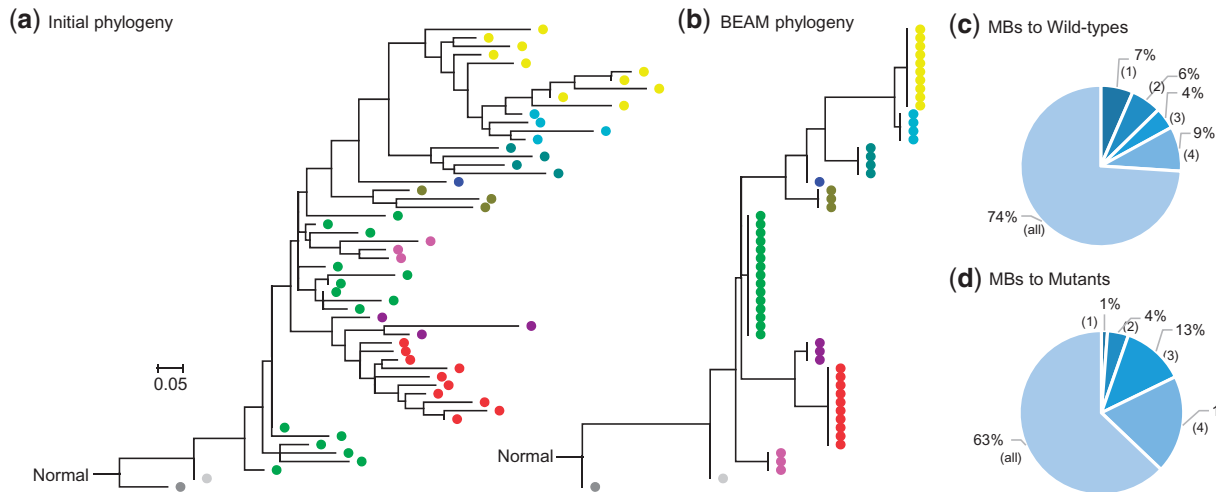 (a) Initial phylogeny
0.05
Normal
(b) BEAM phylogeny
Normal
(c) MBs to Wild-types
7%
(1)
6%
(2)
4%
(3)
9%
(4)
74%
(all)
(d) MBs to Mutants
1%
(1)
4%
(2)
13%
(3)
(4)
63%
(all)